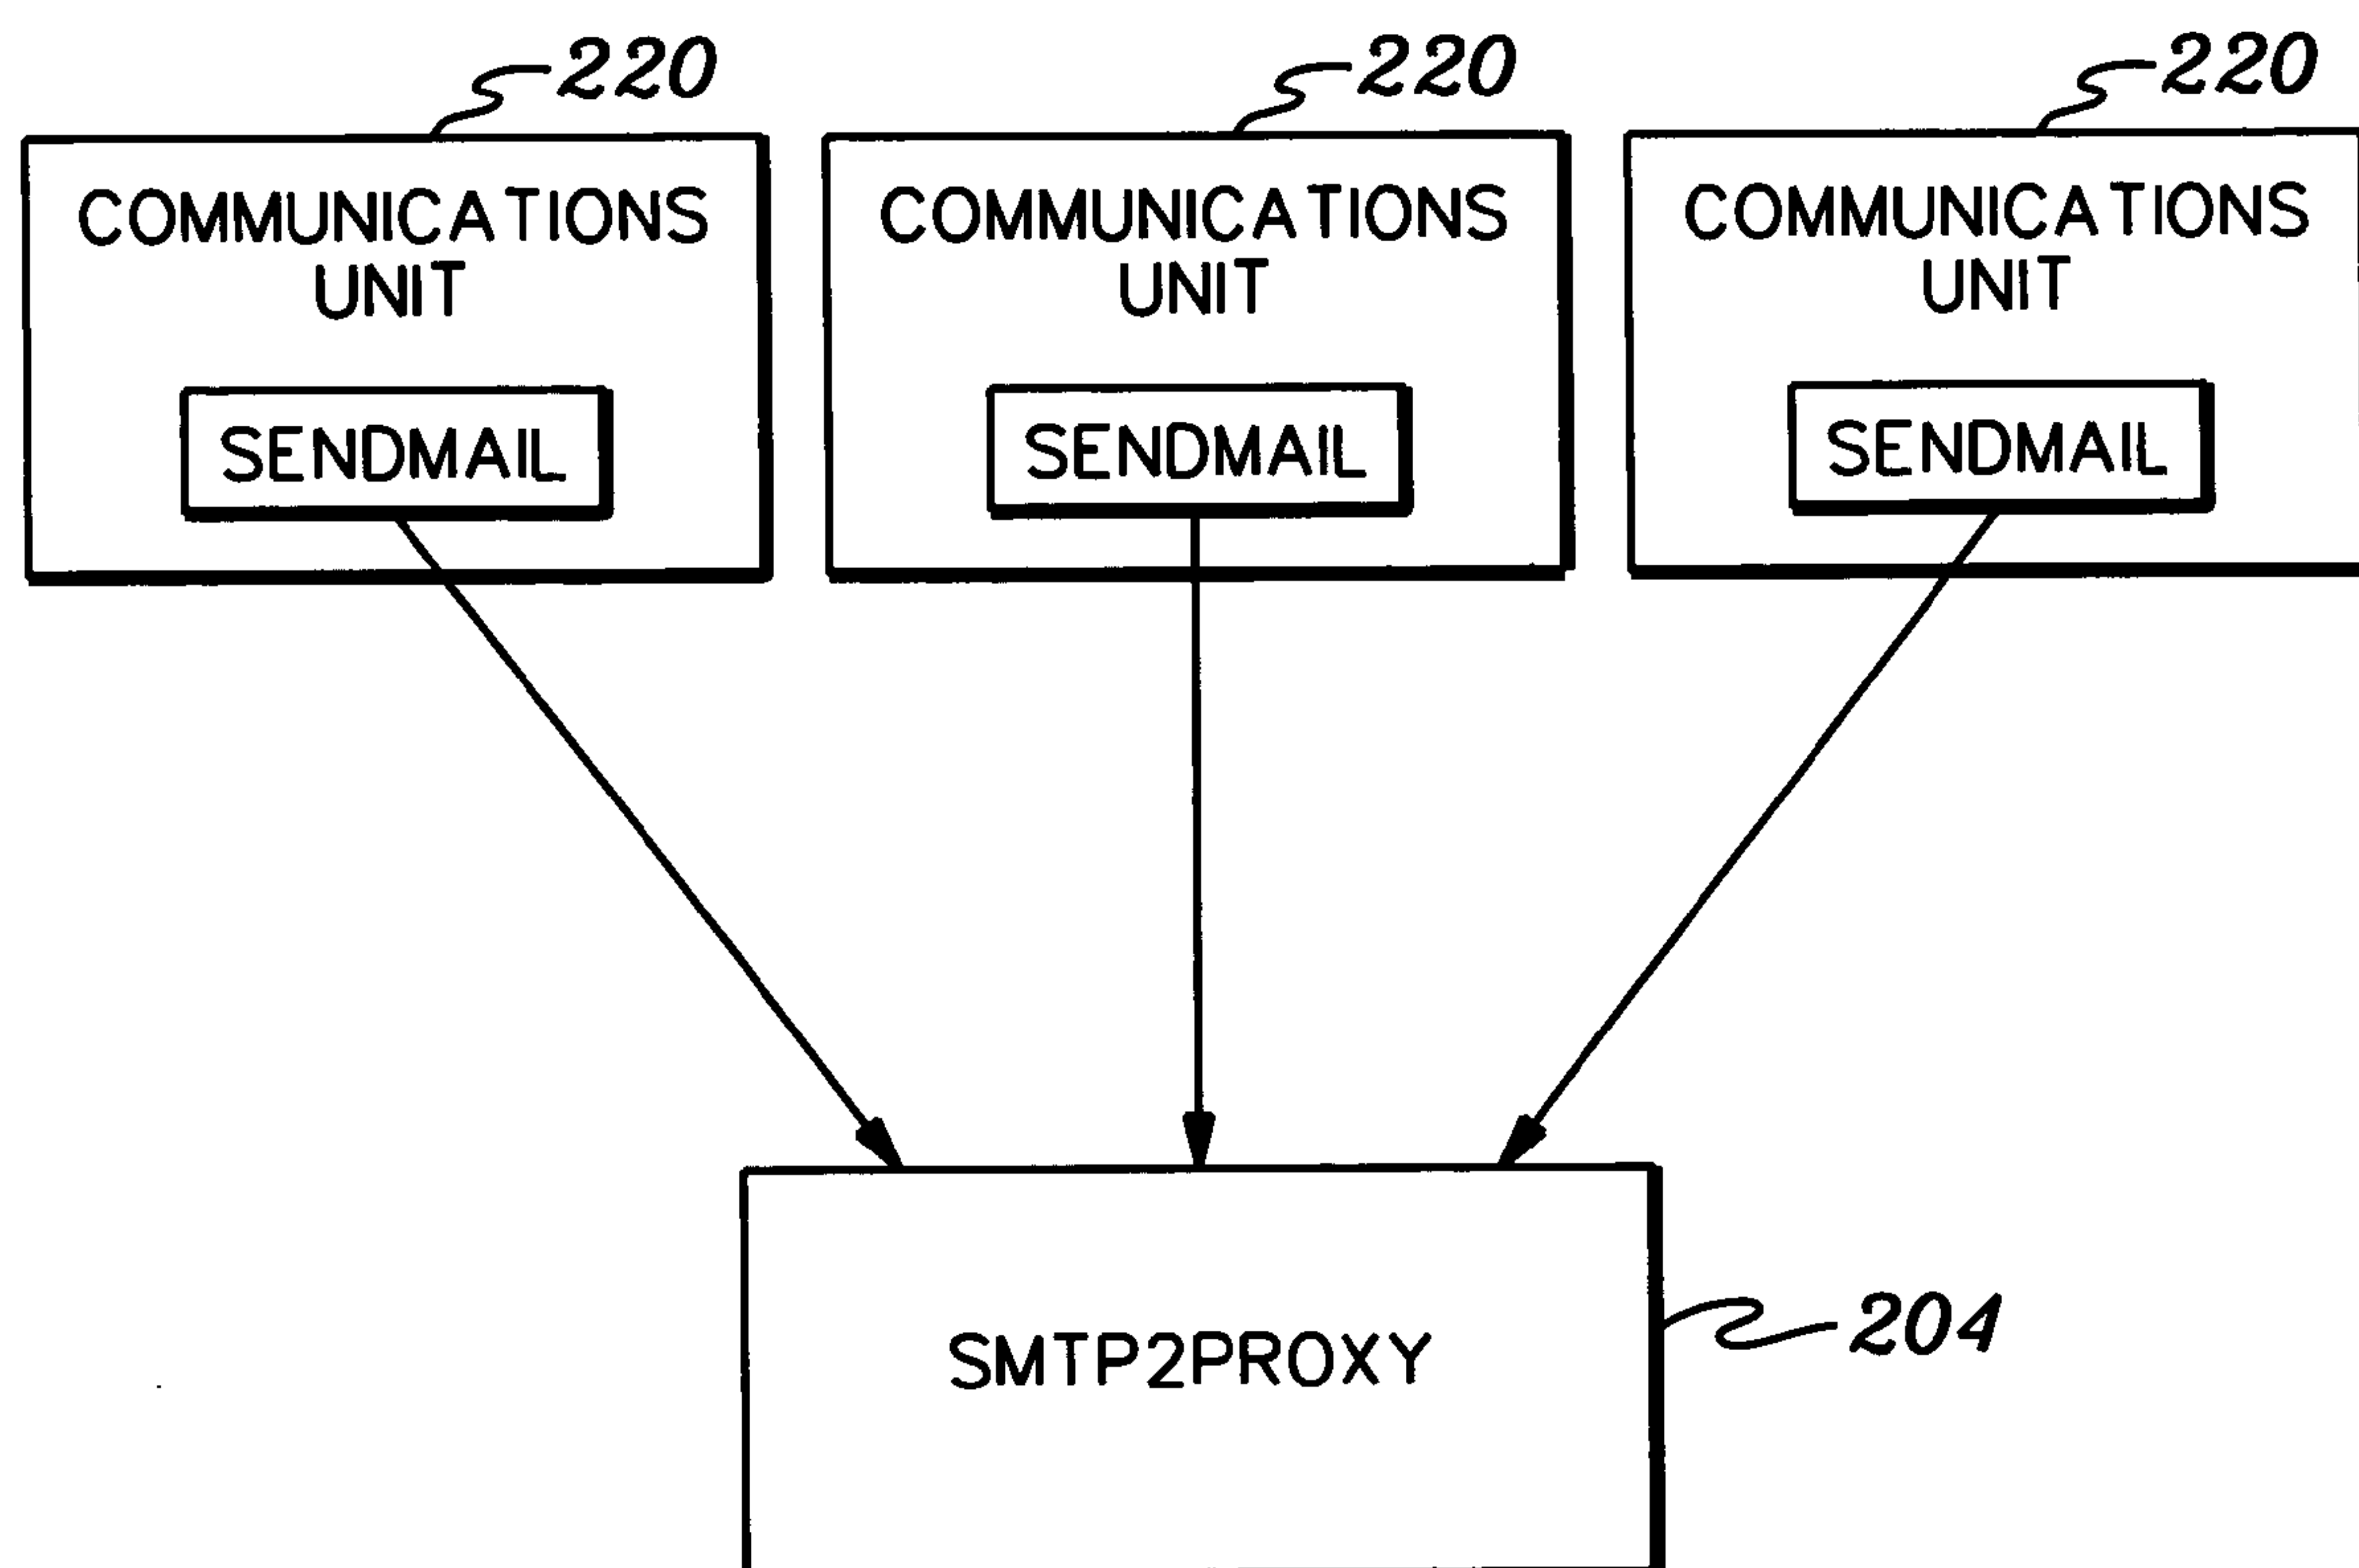 220 220 220
COMMUNICATIONS
UNIT
SENDMAIL
COMMUNICATIONS
UNIT
SENDMAIL
COMMUNICATIONS
UNIT
SENDMAIL
SMTP2PROXY
204